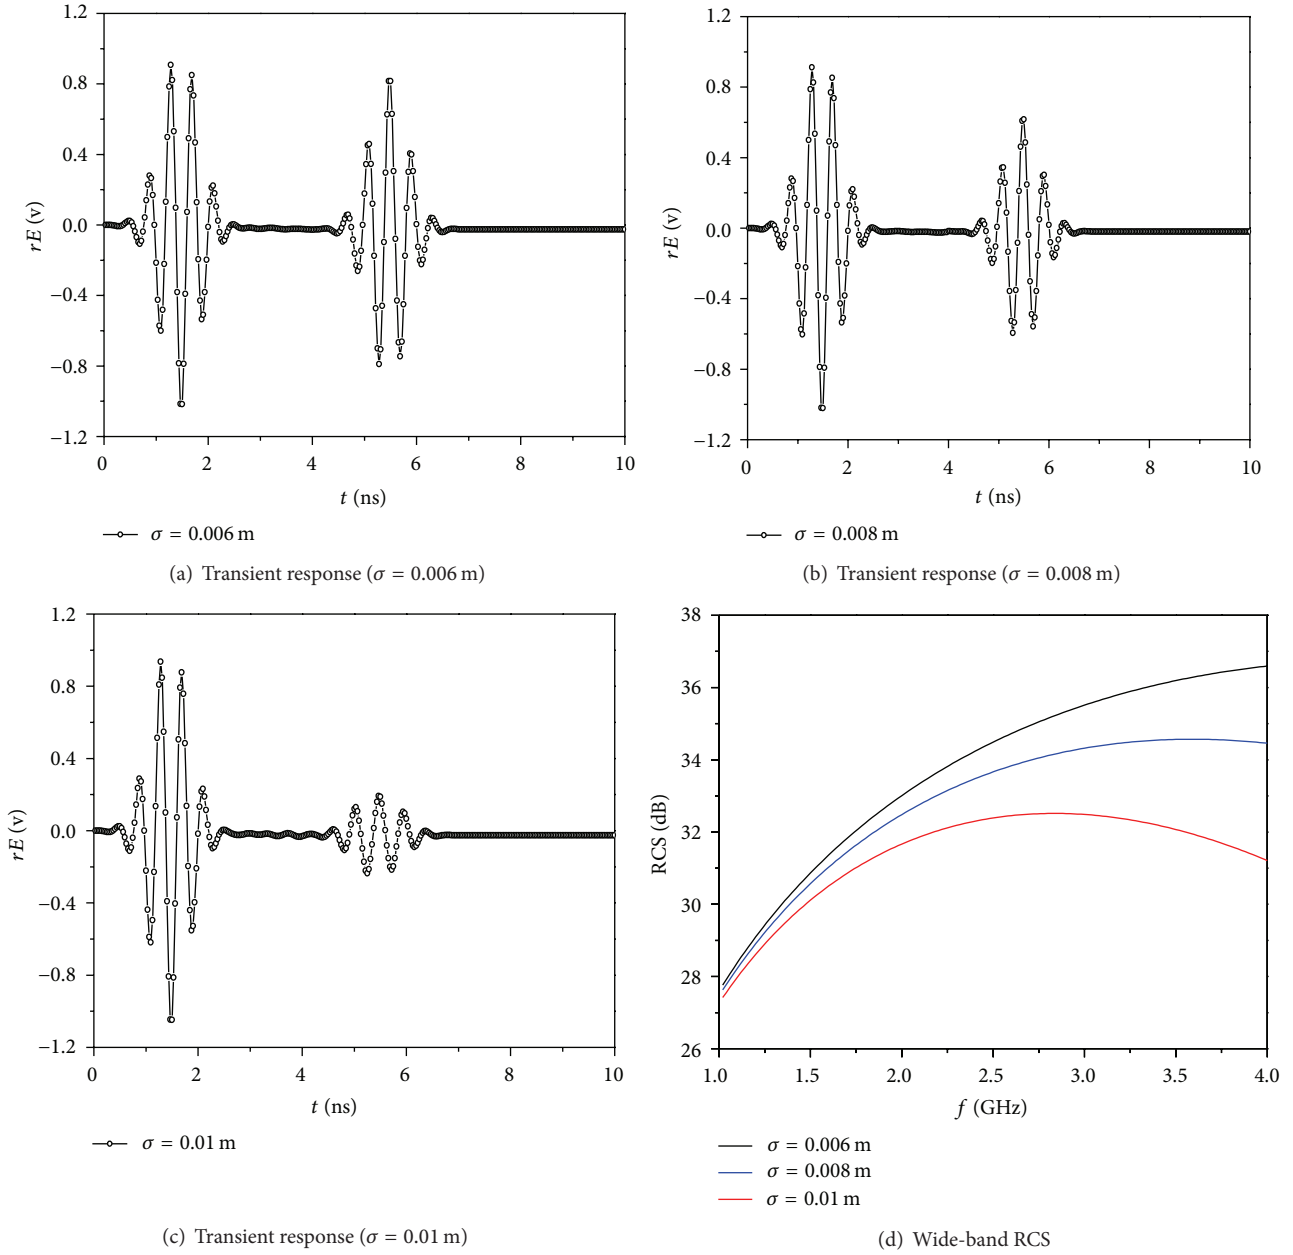 1.2
0.8
0.4
0.0
−0.4
−0.8
−1.2
rE (v)
0 2 4 6 8 10
t (ns)
σ = 0.006 m
(a) Transient response (σ = 0.006 m)
1.2
0.8
0.4
0.0
−0.4
−0.8
−1.2
rE (v)
0 2 4 6 8 10
t (ns)
σ = 0.008 m
(b) Transient response (σ = 0.008 m)
1.2
0.8
0.4
0.0
−0.4
−0.8
−1.2
rE (v)
0 2 4 6 8 10
t (ns)
σ = 0.01 m
(c) Transient response (σ = 0.01 m)
38
36
34
32
30
28
26
RCS (dB)
1.0 1.5 2.0 2.5 3.0 3.5 4.0
f (GHz)
σ = 0.006 m
σ = 0.008 m
σ = 0.01 m
(d) Wide-band RCS